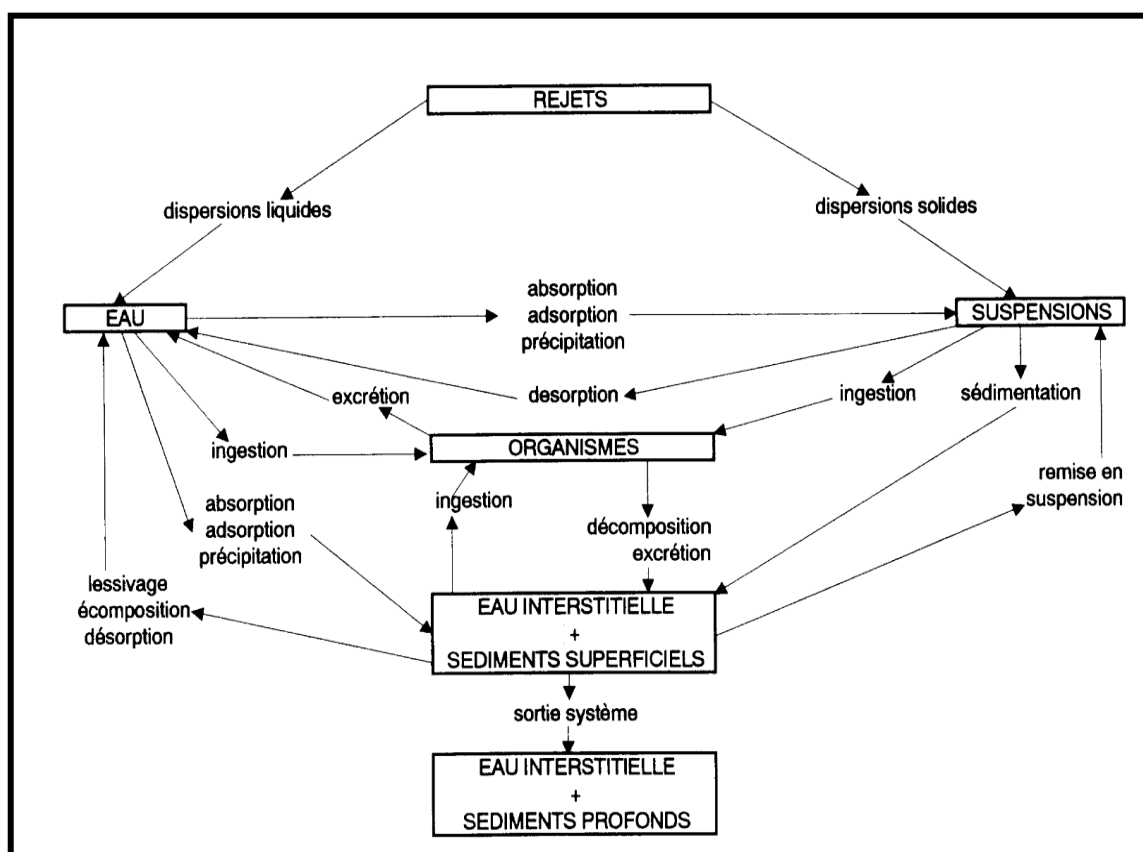 REJETS
dispersions liquides
dispersions solides
EAU
absorption
adsorption
précipitation
SUSPENSIONS
excrétion
desorption
ingestion
sédimentation
ingestion
ORGANISMES
ingestion
remise en
suspension
absorption
adsorption
précipitation
décomposition
excrétion
lessivage
écomposition
désorption
EAU INTERSTITIELLE
+
SEDIMENTS SUPERFICIELS
sortie système
EAU INTERSTITIELLE
+
SEDIMENTS PROFONDS